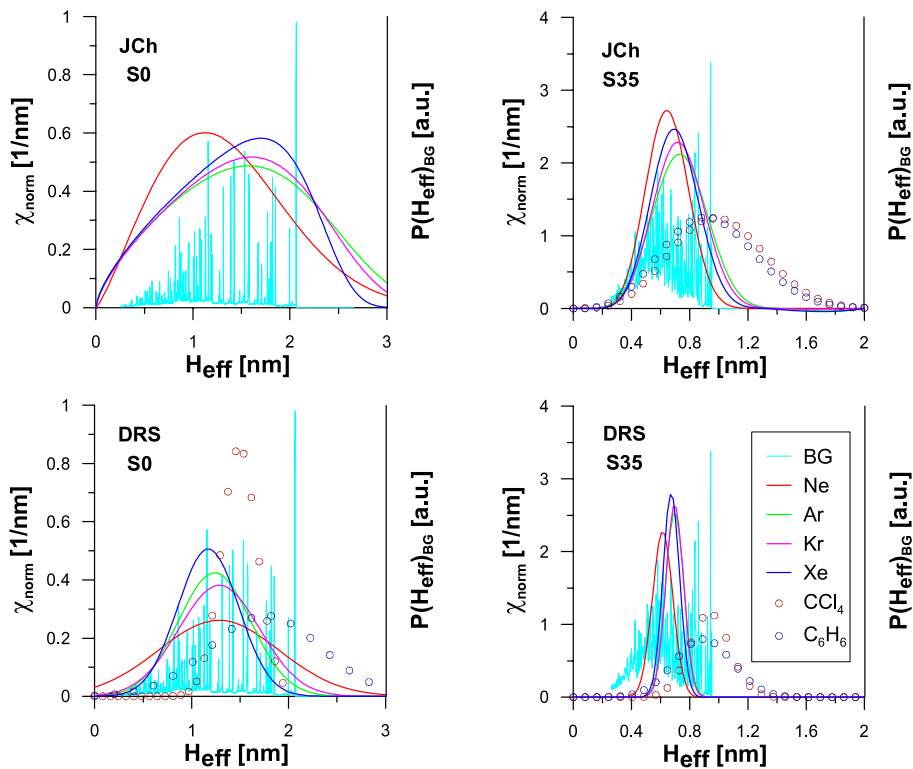 JCh
S0
χnorm [1/nm]
1
0.8
0.6
0.4
0.2
0
0 1 2 3
Heff [nm]
P(Heff)BG [a.u.]
JCh
S35
χnorm [1/nm]
4
3
2
1
0
0 0.4 0.8 1.2 1.6 2
Heff [nm]
P(Heff)BG [a.u.]
DRS
S0
χnorm [1/nm]
1
0.8
0.6
0.4
0.2
0
0 1 2 3
Heff [nm]
P(Heff)BG [a.u.]
DRS
S35
χnorm [1/nm]
4
3
2
1
0
0 0.4 0.8 1.2 1.6 2
Heff [nm]
P(Heff)BG [a.u.]
BG
Ne
Ar
Kr
Xe
CCl4
C6H6